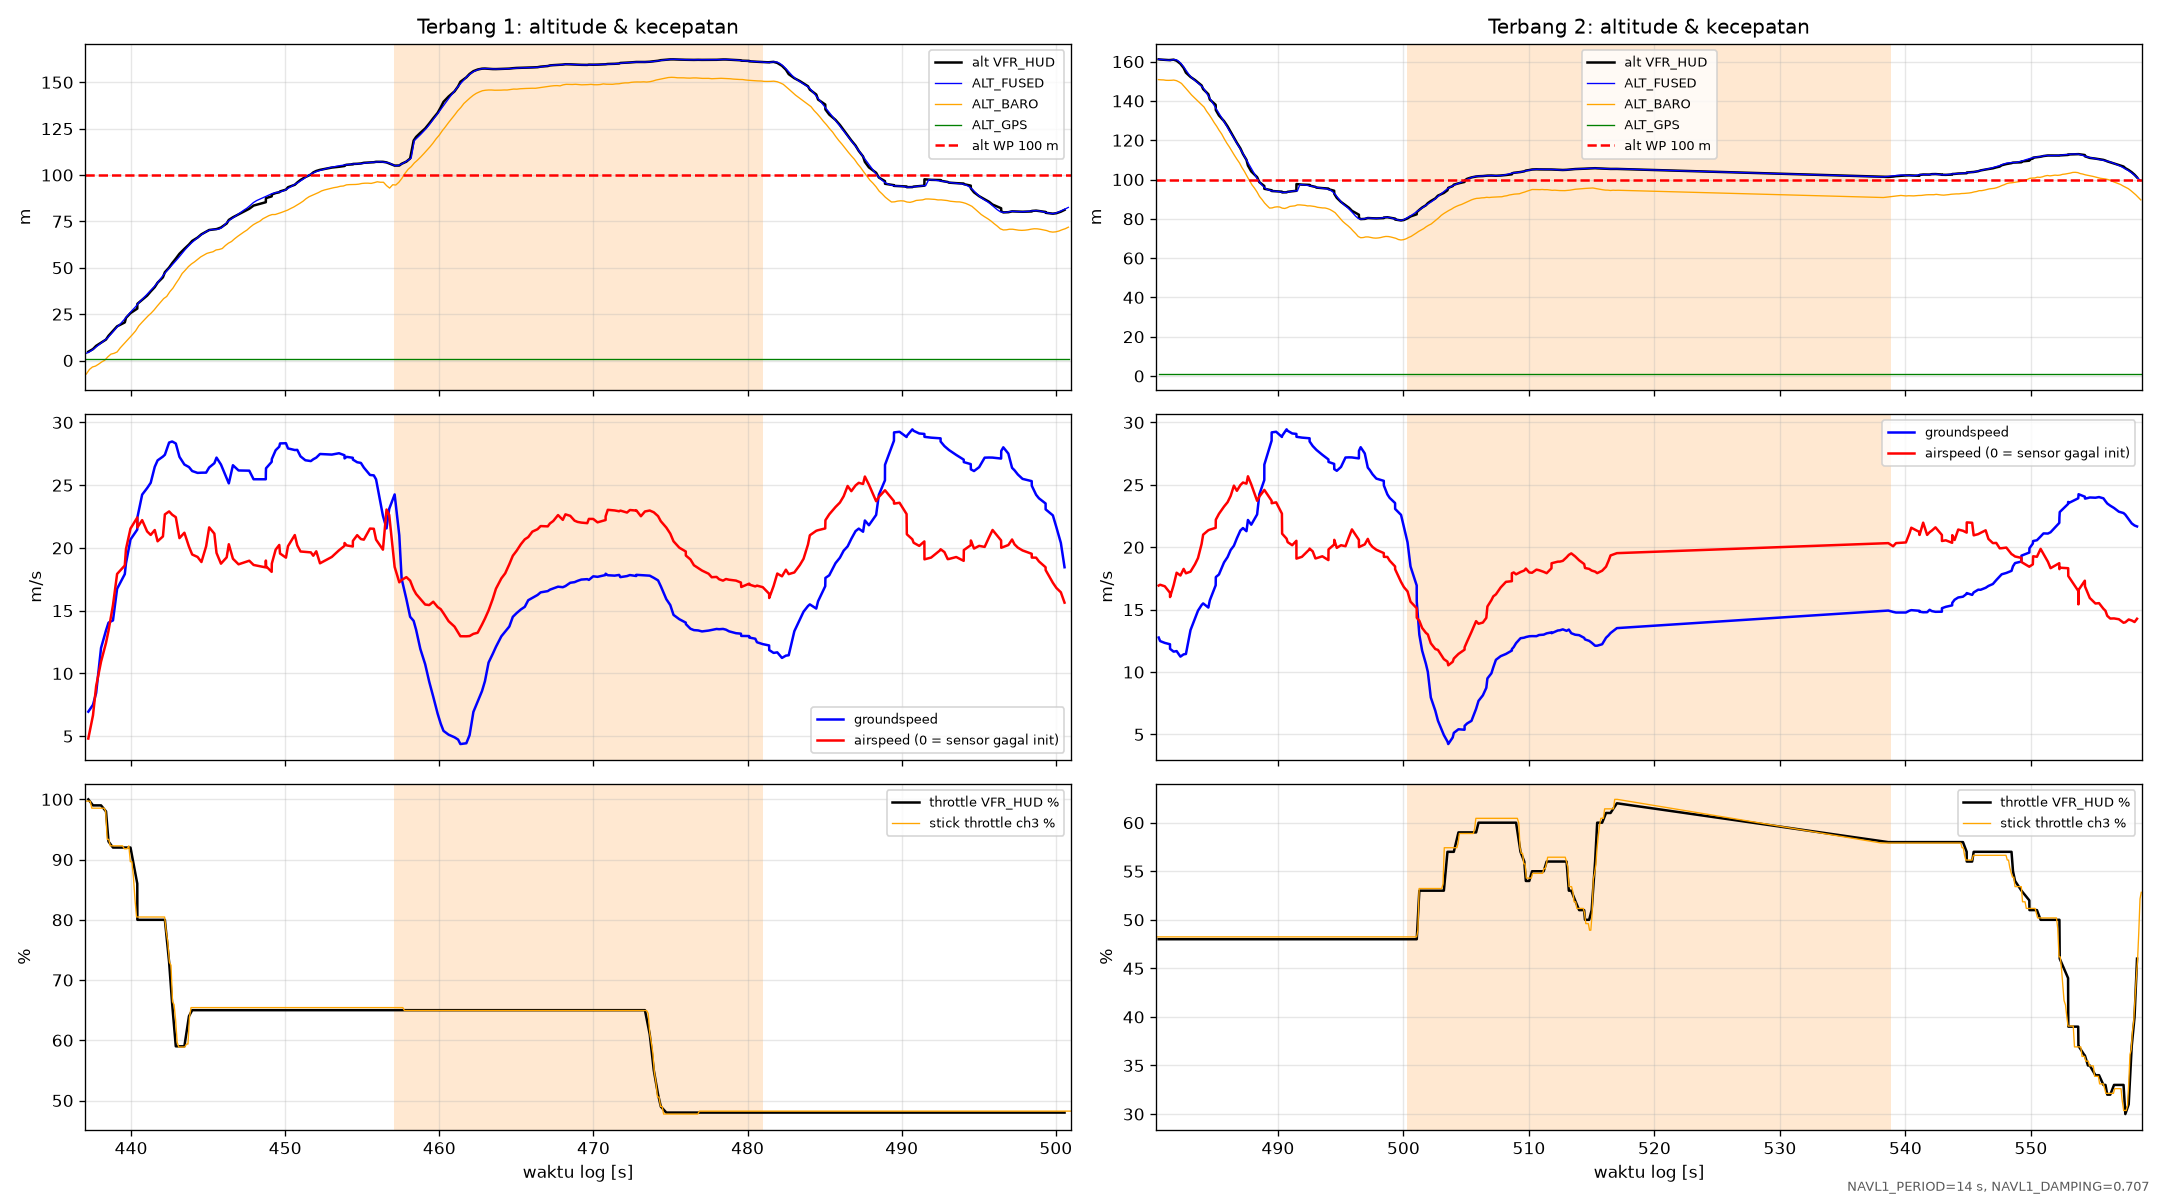 Terbang 1: altitude & kecepatan
alt VFR_HUD
ALT_FUSED
ALT_BARO
ALT_GPS
alt WP 100 m
150
125
100
75
50
25
0
m
30
25
20
15
10
5
m/s
groundspeed
airspeed (0 = sensor gagal init)
100
90
80
70
60
50
%
throttle VFR_HUD %
stick throttle ch3 %
440 450 460 470 480 490 500
waktu log [s]
Terbang 2: altitude & kecepatan
alt VFR_HUD
ALT_FUSED
ALT_BARO
ALT_GPS
alt WP 100 m
160
140
120
100
80
60
40
20
0
m
30
25
20
15
10
5
m/s
groundspeed
airspeed (0 = sensor gagal init)
60
55
50
45
40
35
30
%
throttle VFR_HUD %
stick throttle ch3 %
490 500 510 520 530 540 550
waktu log [s]
NAVL1_PERIOD=14 s, NAVL1_DAMPING=0.707